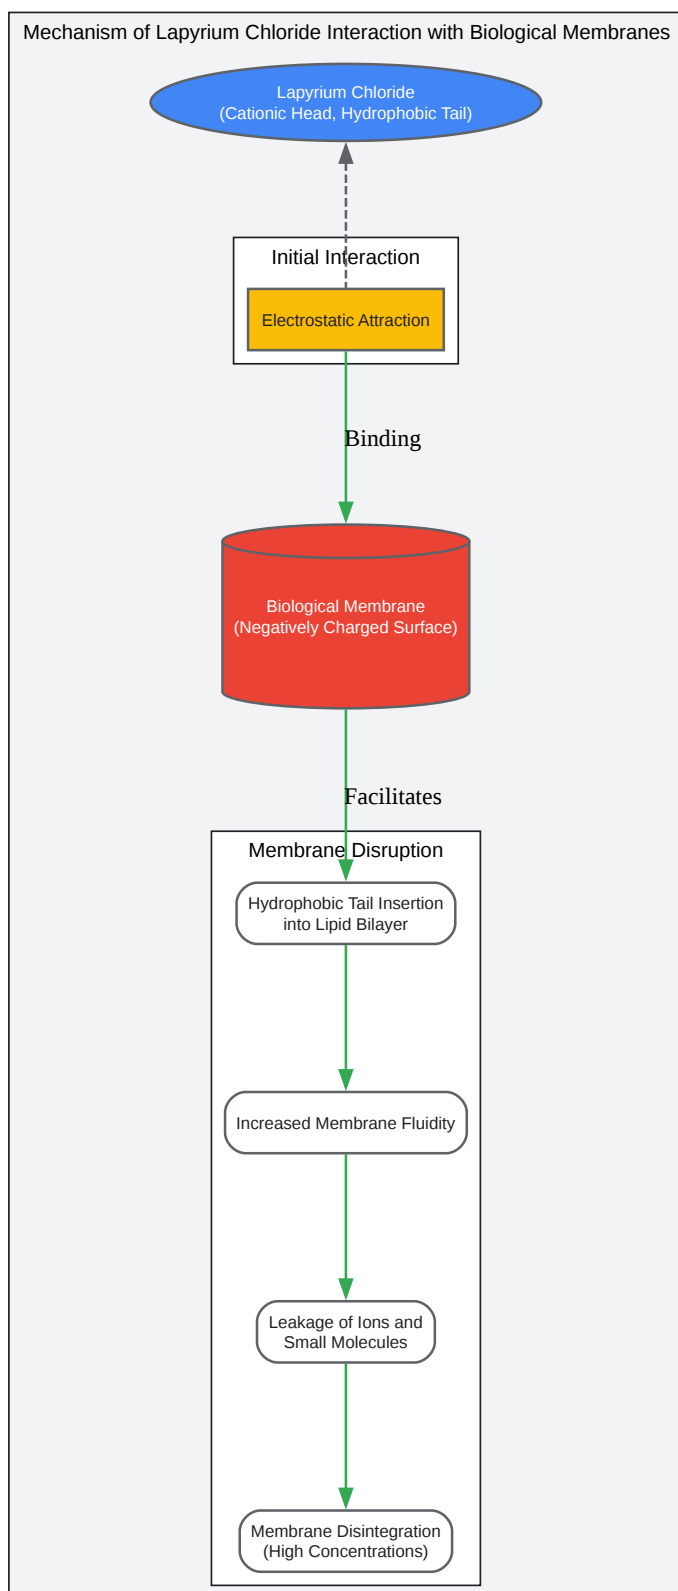 Mechanism of Lapyrium Chloride Interaction with Biological Membranes
Lapyrium Chloride
(Cationic Head, Hydrophobic Tail)
Initial Interaction
Electrostatic Attraction
Binding
Biological Membrane
(Negatively Charged Surface)
Facilitates
Membrane Disruption
Hydrophobic Tail Insertion
into Lipid Bilayer
Increased Membrane Fluidity
Leakage of Ions and
Small Molecules
Membrane Disintegration
(High Concentrations)